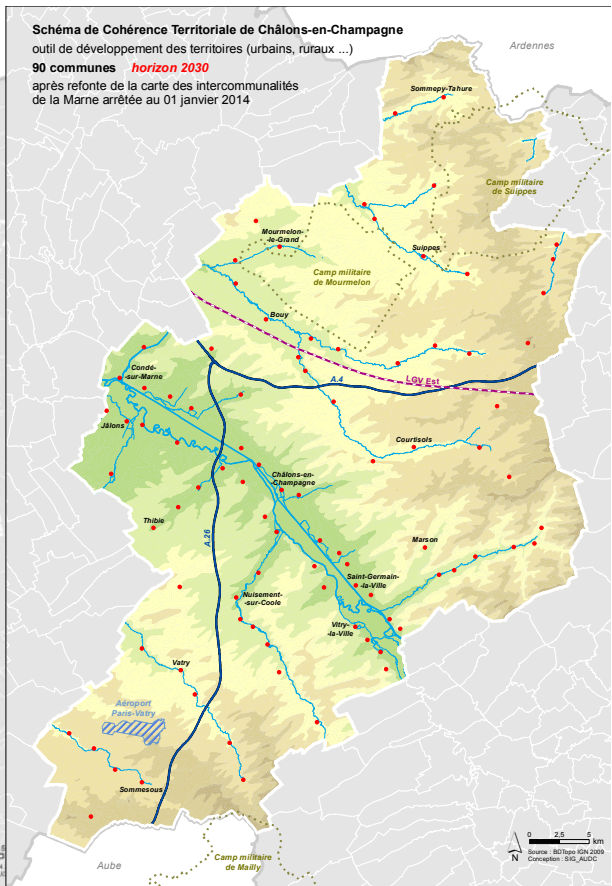 Schéma de Cohérence Territoriale de Châlons-en-Champagne
outil de développement des territoires (urbains, ruraux ...)
90 communes horizon 2030
après refonte de la carte des intercommunalités
de la Marne arrêtée au 01 janvier 2014
Ardennes
Sommepy-Tahure
Camp militaire
de Suippes
Mourmelon-
le-Grand
Suippes
Camp militaire
de Mourmelon
Bouy
Condé-
-sur-Marne
LGV Est
A.4
Jâlons
Courtisols
Châlons-en-
-Champagne
Thibie
A.26
Marson
Saint-Germain-
-la-Ville
Nuisement-
-sur-Coole
Vitry-
-la-Ville
Vatry
Aéroport
Paris-Vatry
Sommesous
Aube
Camp militaire
de Mailly
N
0 2,5 5
km
Source : BDTopo IGN 2009
Conception : SIG_AUDC